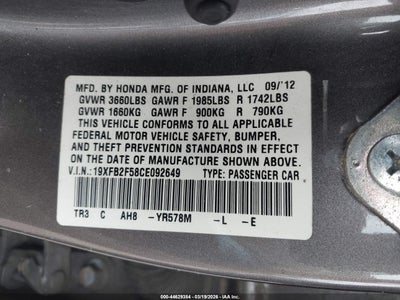 MFD. BY HONDA MFG. OF INDIANA, LLC 09/'12
GVWR 3660LBS GAWR F 1985LBS R 1742LBS
GVWR 1660KG GAWR F 900KG R 790KG
THIS VEHICLE CONFORMS TO ALL APPLICABLE
FEDERAL MOTOR VEHICLE SAFETY, BUMPER,
AND THEFT PREVENTION STANDARDS IN EFFECT ON
THE DATE OF MANUFACTURE SHOWN ABOVE.
V.I.N.: 19XFB2F58CE092649 TYPE: PASSENGER CAR
TR3 C AH8 -YR578M -L -E
000-44629384 | 03/19/2026 - IAAI.COM